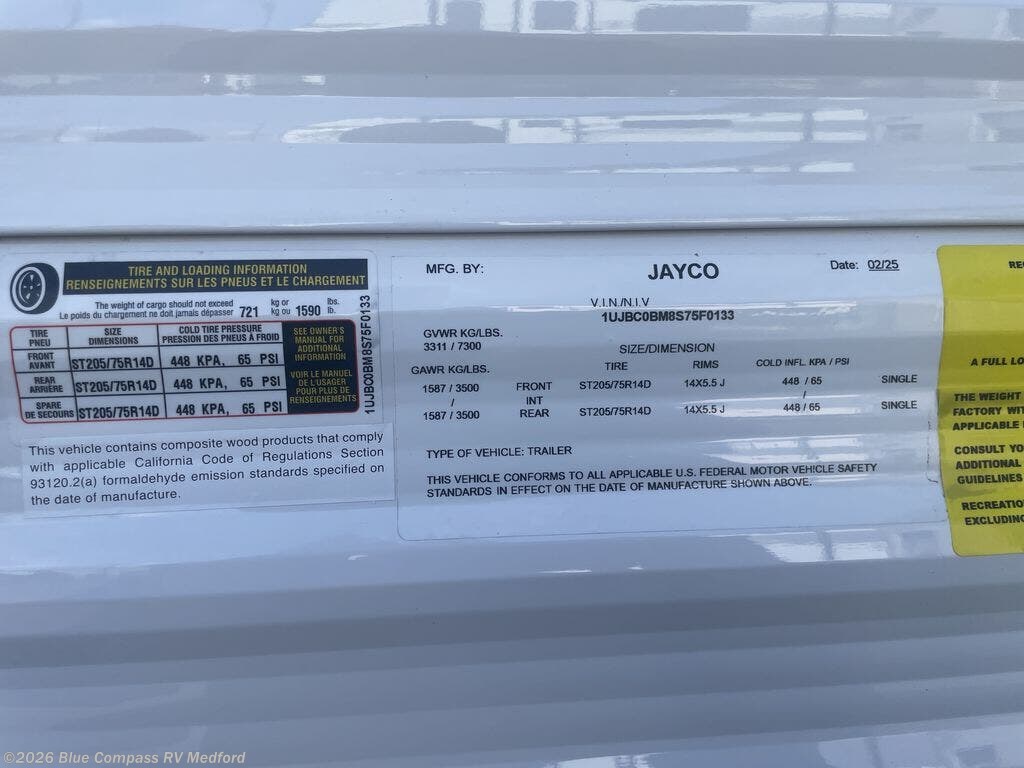 TIRE AND LOADING INFORMATION
RENSEIGNEMENTS SUR LES PNEUS ET LE CHARGEMENT
The weight of cargo should not exceed
Le poids du chargement ne doit jamais dépasser 721 kg or kg ou 1590 lbs. lb.
TIRE PNEU SIZE DIMENSIONS COLD TIRE PRESSURE PRESSION DES PNEUS À FROID
FRONT AVANT ST205/75R14D 448 KPA, 65 PSI
REAR ARRIÈRE ST205/75R14D 448 KPA, 65 PSI
SPARE DE SECOURS ST205/75R14D 448 KPA, 65 PSI
SEE OWNER'S
MANUAL FOR
ADDITIONAL
INFORMATION
VOIR LE MANUEL
DE L'USAGER
POUR PLUS DE
RENSEIGNEMENTS
1UJBC0BM8S75F0133
This vehicle contains composite wood products that comply
with applicable California Code of Regulations Section
93120.2(a) formaldehyde emission standards specified on
the date of manufacture.
MFG. BY: JAYCO Date: 02/25
V.I.N./N.I.V
1UJBC0BM8S75F0133
GVWR KG/LBS.
3311 / 7300
SIZE/DIMENSION
GAWR KG/LBS. TIRE RIMS COLD INFL. KPA / PSI
1587 / 3500 FRONT ST205/75R14D 14X5.5 J 448 / 65 SINGLE
/ INT
1587 / 3500 REAR ST205/75R14D 14X5.5 J 448 / 65 SINGLE
TYPE OF VEHICLE: TRAILER
THIS VEHICLE CONFORMS TO ALL APPLICABLE U.S. FEDERAL MOTOR VEHICLE SAFETY
STANDARDS IN EFFECT ON THE DATE OF MANUFACTURE SHOWN ABOVE.
A FULL
THE WEIGHT
FACTORY
APPLICABLE
CONSULT
ADDITIONAL
GUIDELINES
EXCLUDING
©2026 Blue Compass RV Medford